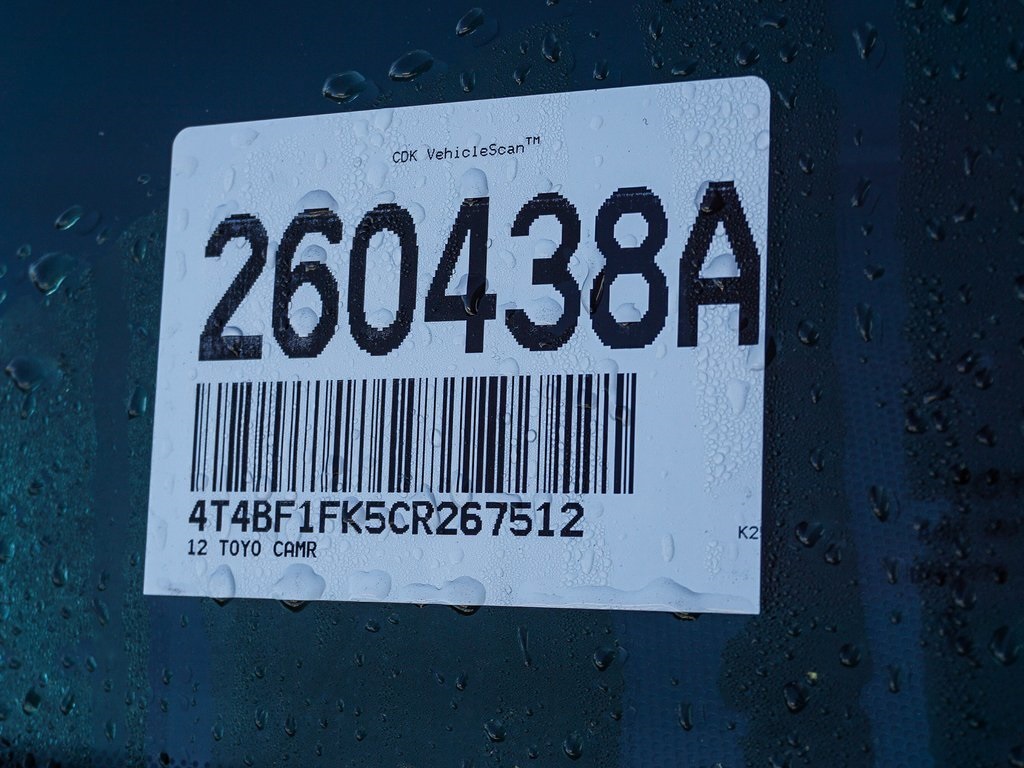 CDK VehicleScan™
260438A
4T4BF1FK5CR267512
12 TOYO CAMR
K2